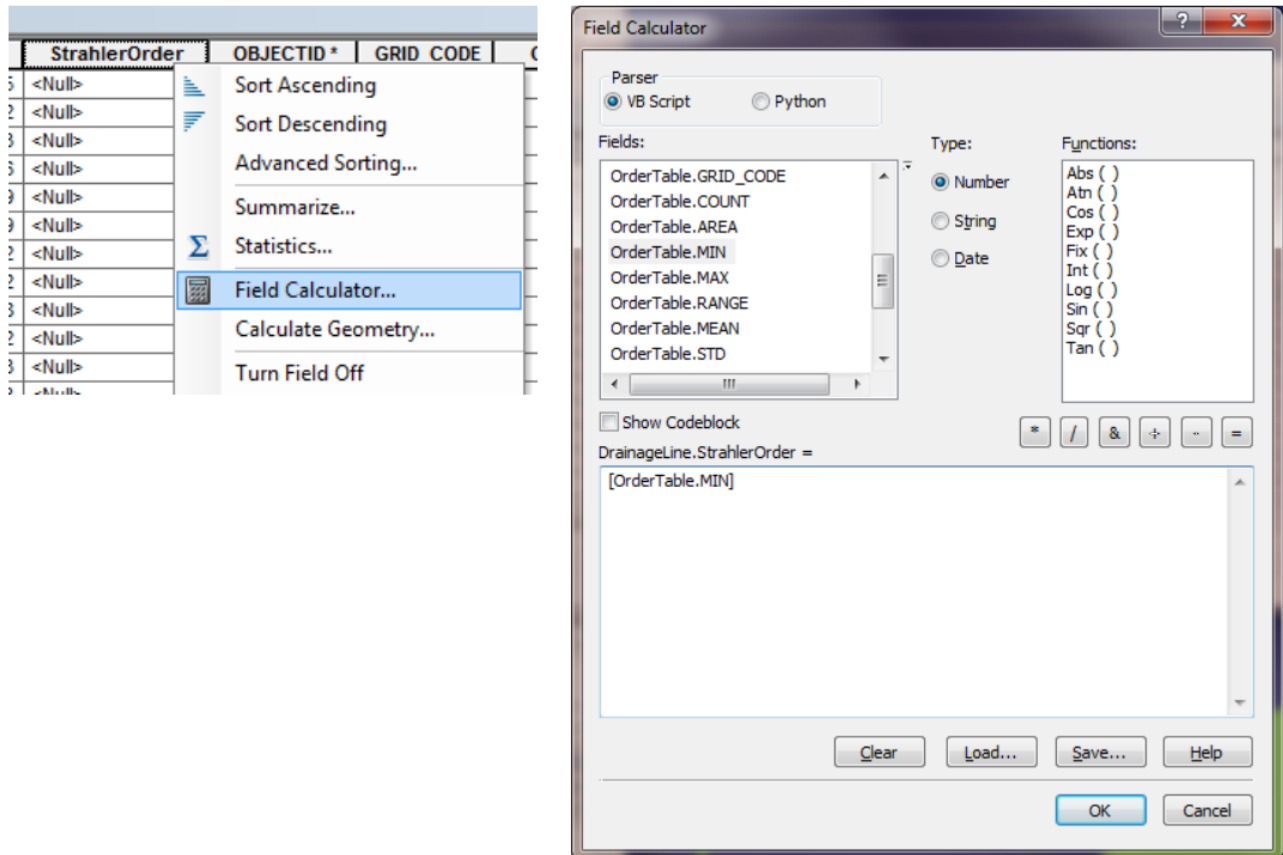 StrahlerOrder OBJECTID * GRID_CODE
<Null>
<Null>
<Null>
<Null>
<Null>
<Null>
<Null>
<Null>
<Null>
<Null>
<Null>
Sort Ascending
Sort Descending
Advanced Sorting...
Summarize...
Σ Statistics...
Field Calculator...
Calculate Geometry...
Turn Field Off
Field Calculator
Parser
VB Script Python
Fields:
OrderTable.GRID_CODE
OrderTable.COUNT
OrderTable.AREA
OrderTable.MIN
OrderTable.MAX
OrderTable.RANGE
OrderTable.MEAN
OrderTable.STD
Type:
Number
String
Date
Functions:
Abs ( )
Atn ( )
Cos ( )
Exp ( )
Fix ( )
Int ( )
Log ( )
Sin ( )
Sqr ( )
Tan ( )
Show Codeblock
* / & + - =
DrainageLine.StrahlerOrder =
[OrderTable.MIN]
Clear Load... Save... Help
OK Cancel